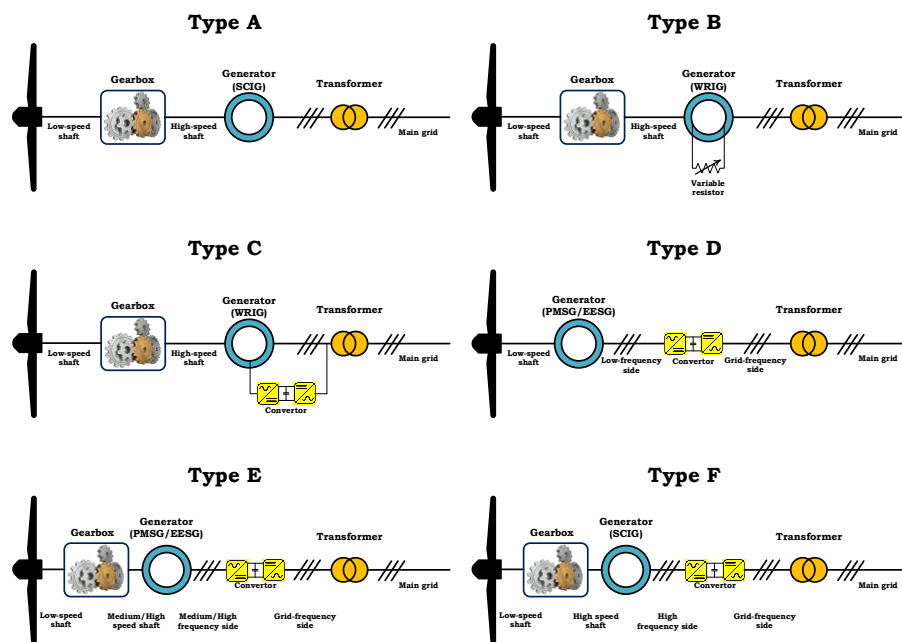 Type A
Gearbox
Generator
(SCIG)
Transformer
Low-speed
shaft
High-speed
shaft
Main grid
Type B
Gearbox
Generator
(WRIG)
Transformer
Low-speed
shaft
High-speed
shaft
Main grid
Variable
resistor
Type C
Gearbox
Generator
(WRIG)
Transformer
Low-speed
shaft
High-speed
shaft
Main grid
Convertor
Type D
Generator
(PMSG/EESG)
Transformer
Low-speed
shaft
Low-frequency
side
Convertor
Grid-frequency
side
Main grid
Type E
Gearbox
Generator
(PMSG/EESG)
Transformer
Convertor
Main grid
Low-speed
shaft
Medium/High
speed shaft
Medium/High
frequency side
Grid-frequency
side
Type F
Gearbox
Generator
(SCIG)
Transformer
Convertor
Main grid
Low-speed
shaft
High speed
shaft
High
frequency side
Grid-frequency
side